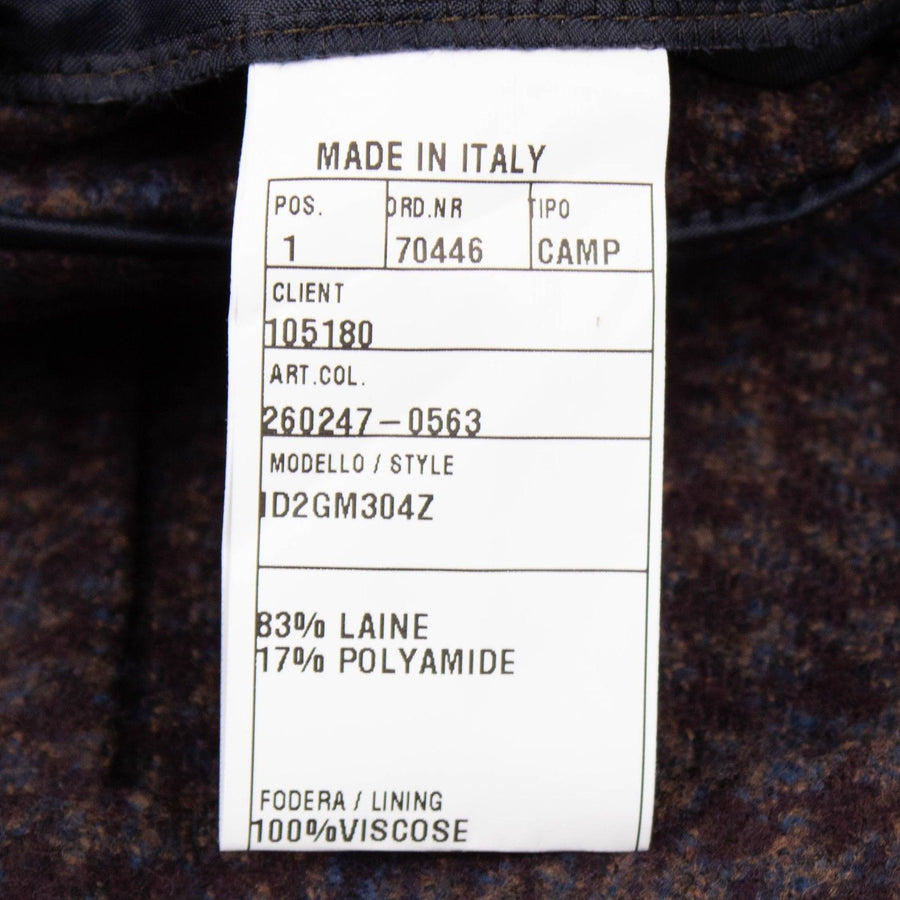 MADE IN ITALY
POS. ORD.NR TIPO
1 70446 CAMP
CLIENT
105180
ART.COL.
260247-0563
MODELLO / STYLE
ID2GM304Z
83% LAINE
17% POLYAMIDE
FODERA / LINING
100%VISCOSE